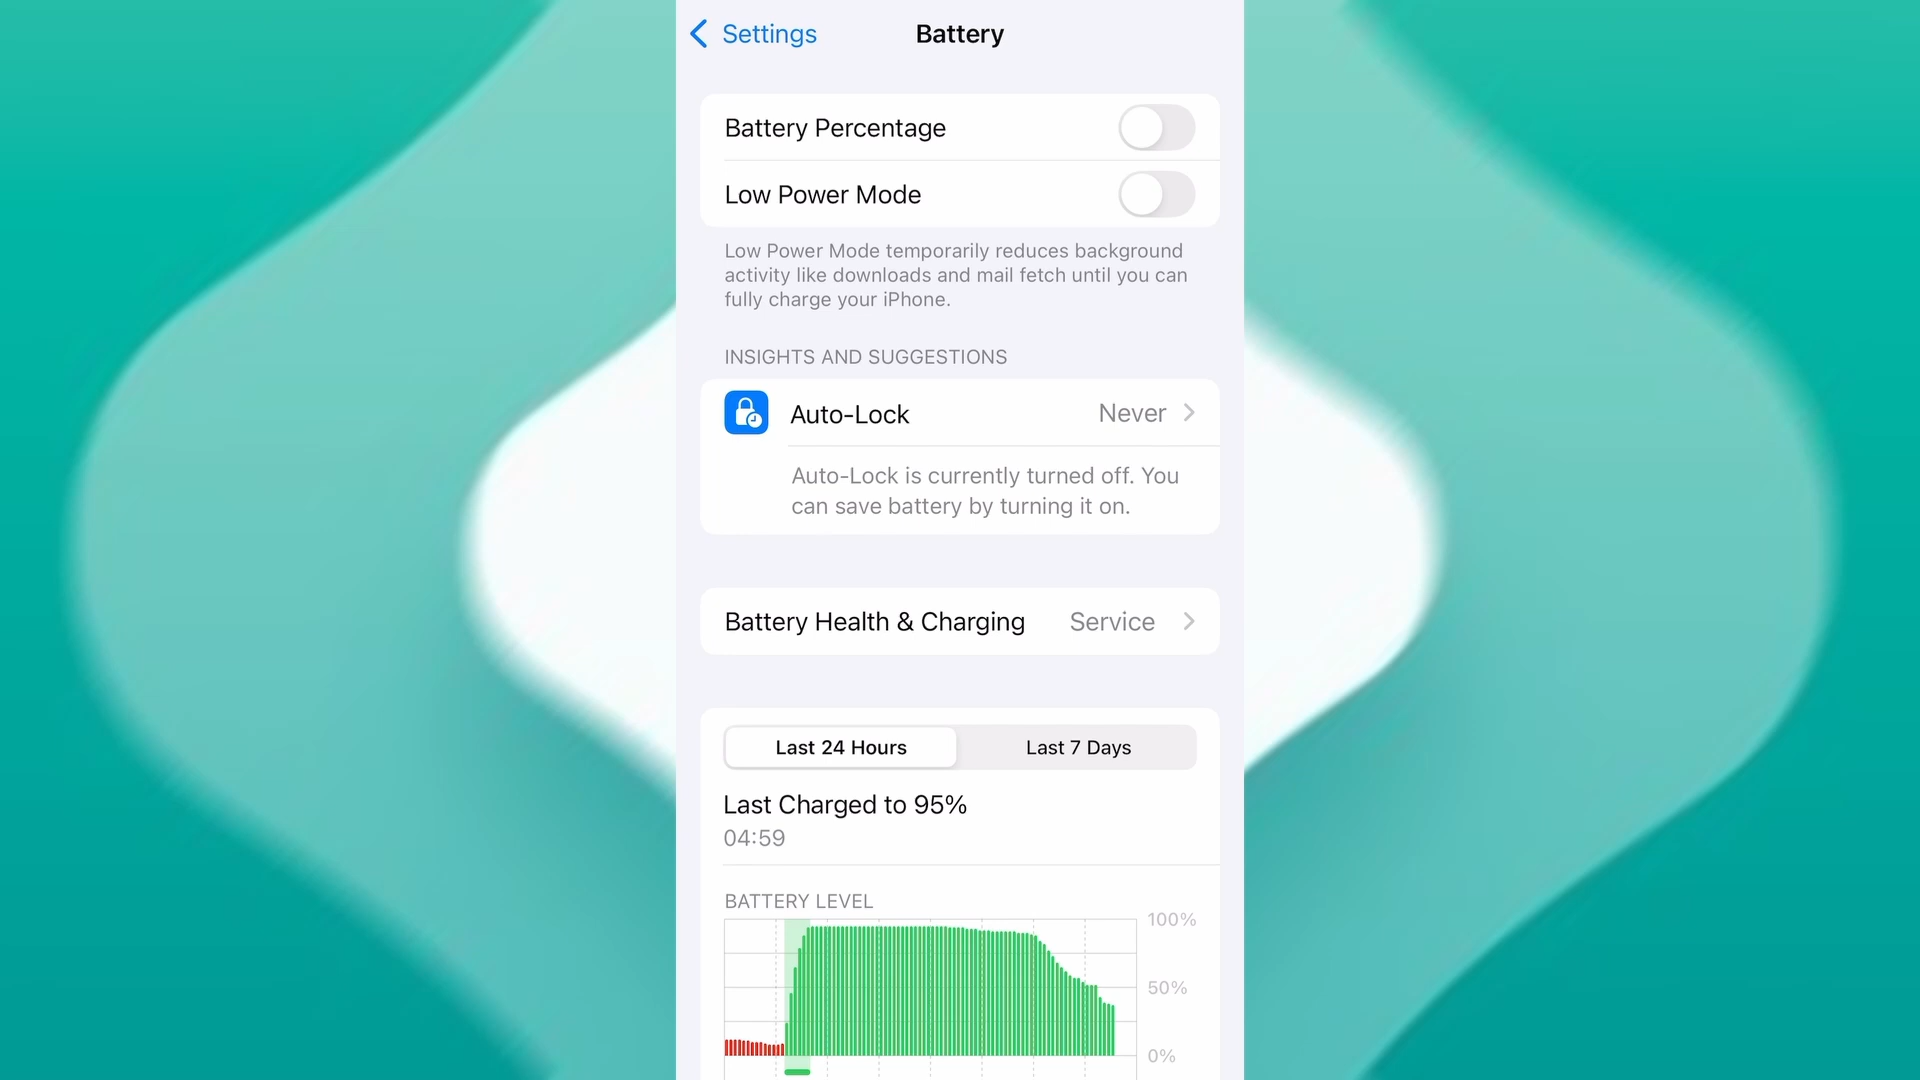 Settings
Battery
Battery Percentage
Low Power Mode
Low Power Mode temporarily reduces background
activity like downloads and mail fetch until you can
fully charge your iPhone.
INSIGHTS AND SUGGESTIONS
Auto-Lock
Never
Auto-Lock is currently turned off. You
can save battery by turning it on.
Battery Health & Charging
Service
Last 24 Hours
Last 7 Days
Last Charged to 95%
04:59
BATTERY LEVEL
100%
50%
0%